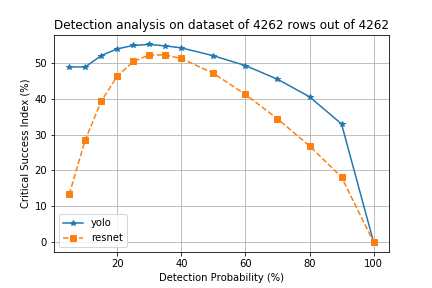 Detection analysis on dataset of 4262 rows out of 4262
Critical Success Index (%)
50
40
30
20
10
0
yolo
resnet
20
40
60
80
100
Detection Probability (%)